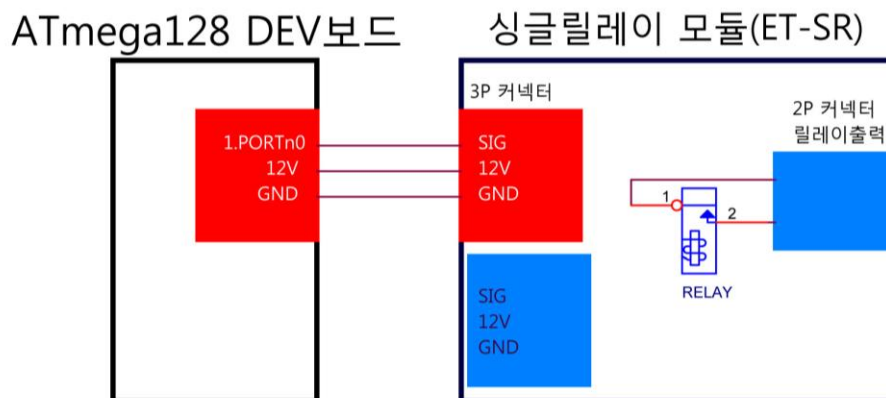 ATmega128 DEV보드
싱글릴레이 모듈(ET-SR)
1.PORTn0
12V
GND
3P 커넥터
SIG
12V
GND
SIG
12V
GND
2P 커넥터
릴레이출력
1
2
RELAY